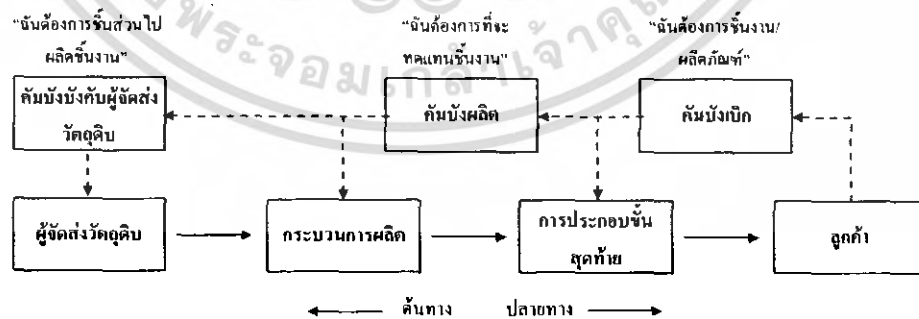 “ฉันต้องการชิ้นส่วนไป
ผลิตชิ้นงาน”
“ฉันต้องการที่จะ
ทดแทนชิ้นงาน”
“ฉันต้องการชิ้นงาน/
ผลิตภัณฑ์”
คัมบังบังกับผู้จัดส่ง
วัตถุดิบ
คัมบังผลิต
คัมบังเบิก
ผู้จัดส่งวัตถุดิบ
กระบวนการผลิต
การประกอบขั้น
สุดท้าย
ลูกค้า
ต้นทาง ปลายทาง